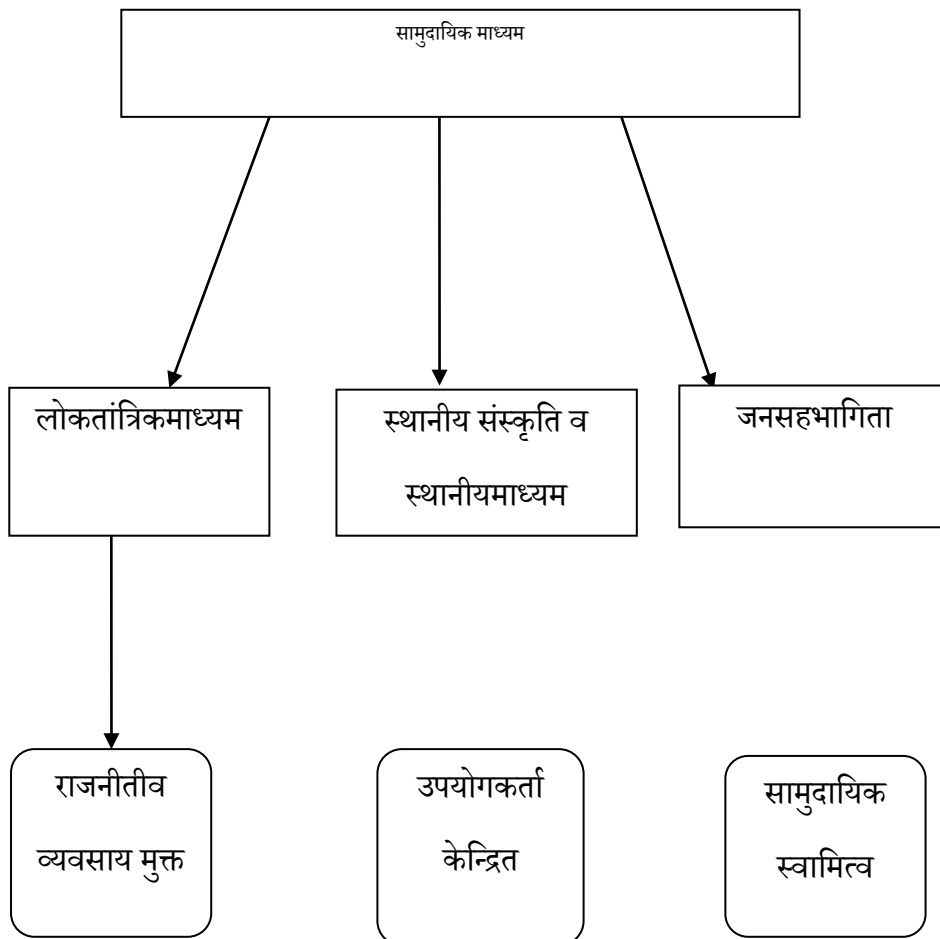 सामुदायिक माध्यम
लोकतांत्रिकमाध्यम
स्थानीय संस्कृति व
स्थानीयमाध्यम
जनसहभागिता
राजनीतीव
व्यवसाय मुक्त
उपयोगकर्ता
केन्द्रित
सामुदायिक
स्वामित्व